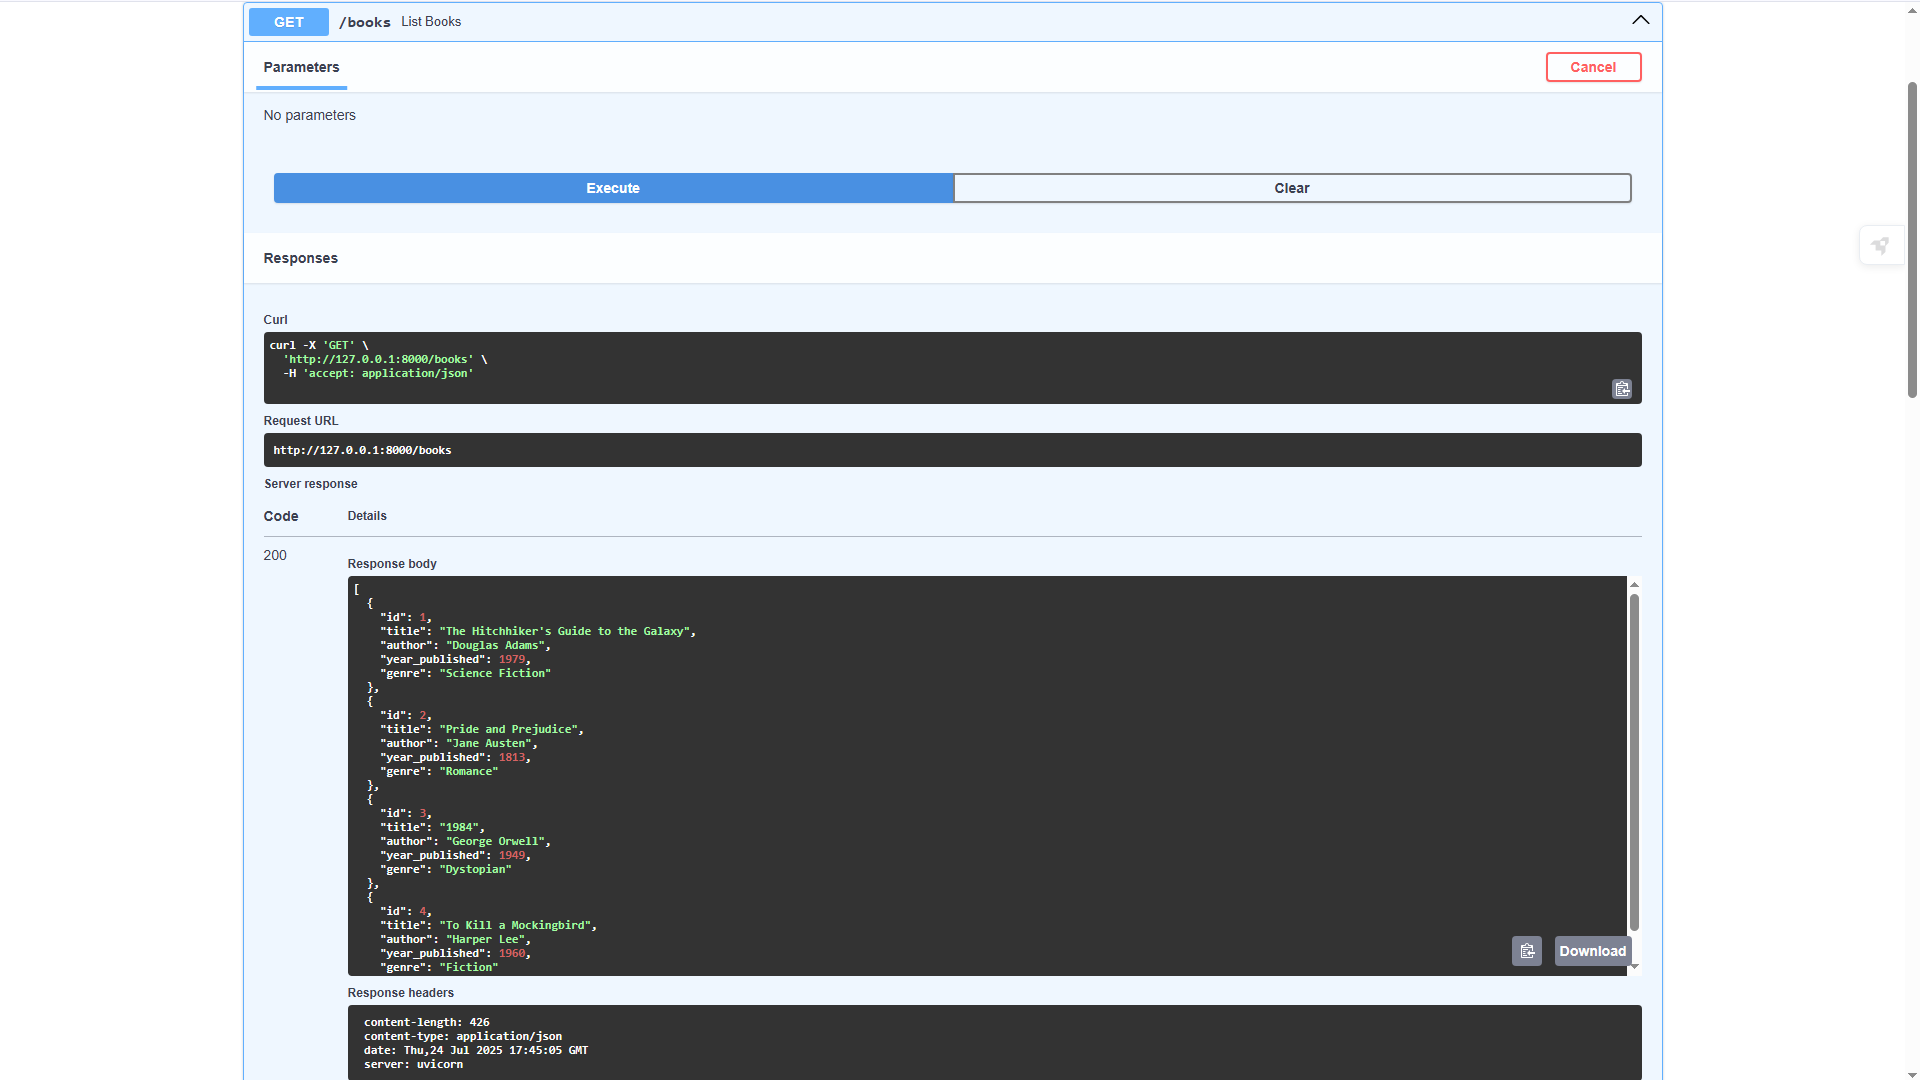 GET /books List Books
Parameters
Cancel
No parameters
Execute
Clear
Responses
Curl
curl -X 'GET' \
  'http://127.0.0.1:8000/books' \
  -H 'accept: application/json'
Request URL
http://127.0.0.1:8000/books
Server response
Code Details
200
Response body
[
  {
    "id": 1,
    "title": "The Hitchhiker's Guide to the Galaxy",
    "author": "Douglas Adams",
    "year_published": 1979,
    "genre": "Science Fiction"
  },
  {
    "id": 2,
    "title": "Pride and Prejudice",
    "author": "Jane Austen",
    "year_published": 1813,
    "genre": "Romance"
  },
  {
    "id": 3,
    "title": "1984",
    "author": "George Orwell",
    "year_published": 1949,
    "genre": "Dystopian"
  },
  {
    "id": 4,
    "title": "To Kill a Mockingbird",
    "author": "Harper Lee",
    "year_published": 1960,
    "genre": "Fiction"
Download
Response headers
content-length: 426
content-type: application/json
date: Thu,24 Jul 2025 17:45:05 GMT
server: uvicorn